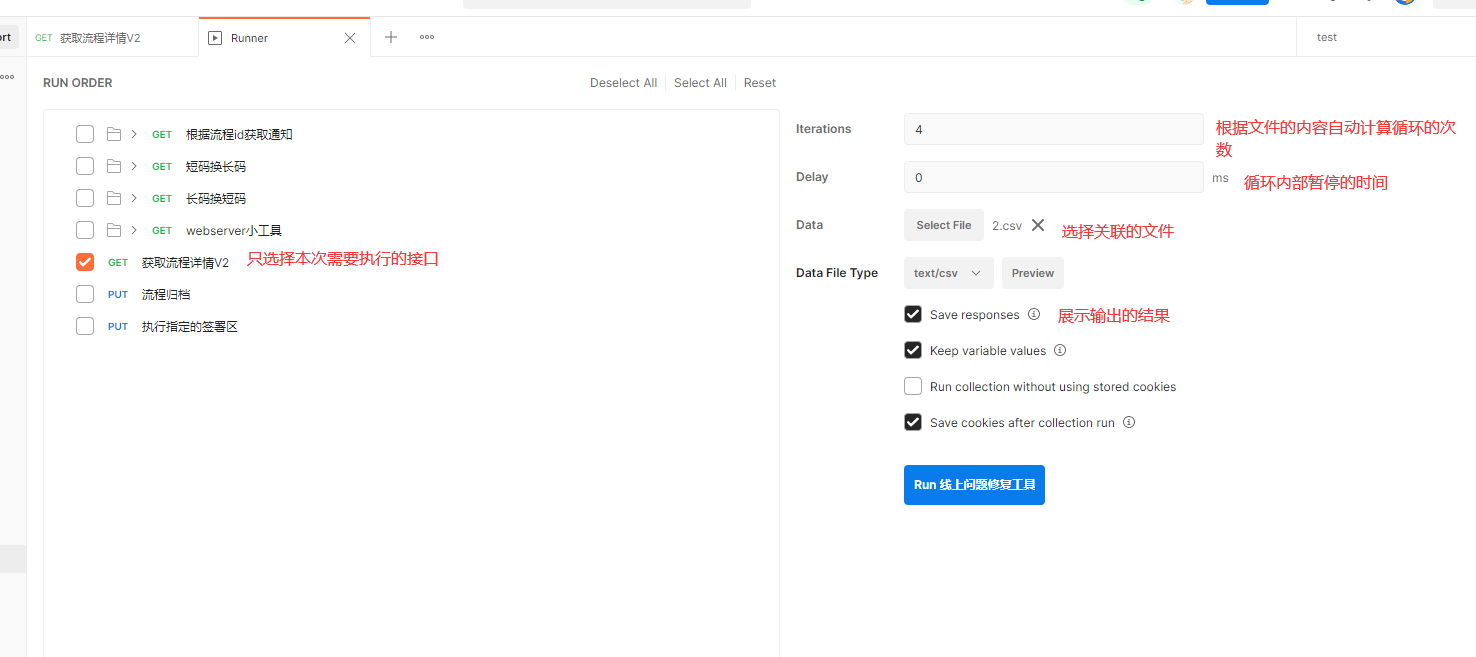 GET 获取流程详情V2
Runner
test
RUN ORDER
Deselect All
Select All
Reset
GET 根据流程id获取通知
GET 短码换长码
GET 长码换短码
GET webserver小工具
GET 获取流程详情V2
只选择本次需要执行的接口
PUT 流程归档
PUT 执行指定的签署区
Iterations
4
根据文件的内容自动计算循环的次
数
Delay
0
ms
循环内部暂停的时间
Data
Select File
2.csv
选择关联的文件
Data File Type
text/csv
Preview
Save responses
展示输出的结果
Keep variable values
Run collection without using stored cookies
Save cookies after collection run
Run 线上问题修复工具